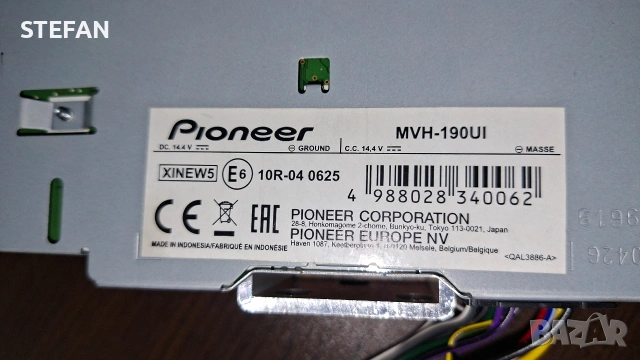 STEFAN
Pioneer MVH-190UI
DC. 14.4 V ⊖ GROUND C.C. 14,4 V ⊖ MASSE
XINEW5 E6 10R-04 0625
4 988028 340062
CE EAC PIONEER CORPORATION
28-8, Honkomagome 2-chome, Bunkyo-ku, Tokyo 113-0021, Japan
PIONEER EUROPE NV
MADE IN INDONESIA/FABRIQUÉ EN INDONÉSIE Haven 1087, Keetberglaan 1, 9120 Melsele, Belgium/Belgique
<QAL3886-A>
0426
BAZAR